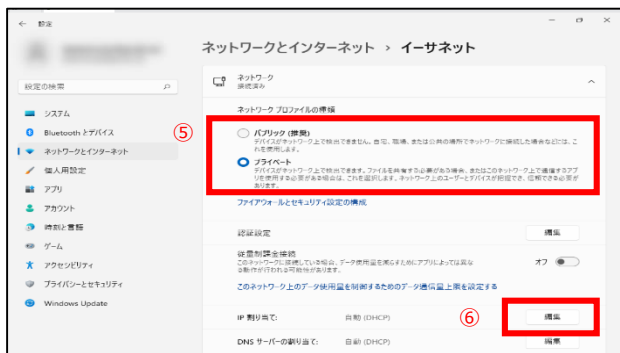 ← 設定
ネットワークとインターネット › イーサネット
設定の検索
システム
Bluetooth とデバイス
ネットワークとインターネット
個人用設定
アプリ
アカウント
時刻と言語
ゲーム
アクセシビリティ
プライバシーとセキュリティ
Windows Update
ネットワーク
接続済み
ネットワーク プロファイルの種類
⑤
パブリック (推奨)
デバイスがネットワーク上で検出できません。自宅、職場、または公共の場所でネットワークに接続した場合などには、こ
れを使用します。
プライベート
デバイスがネットワーク上で検出できます。ファイルを共有する必要がある場合、またはこのネットワーク上で通信するアプ
リを使用する必要がある場合は、これを選択します。ネットワーク上のユーザーとデバイスが把握でき、信頼できる必要が
あります。
ファイアウォールとセキュリティ設定の構成
認証設定 編集
従量制課金接続
このネットワークに接続している場合、データ使用量を減らすためにアプリによっては異な
る動作が行われる可能性があります。
オフ
このネットワーク上のデータ使用量を制御するためのデータ通信量上限を設定する
⑥
IP 割り当て: 自動 (DHCP) 編集
DNS サーバーの割り当て: 自動 (DHCP) 編集